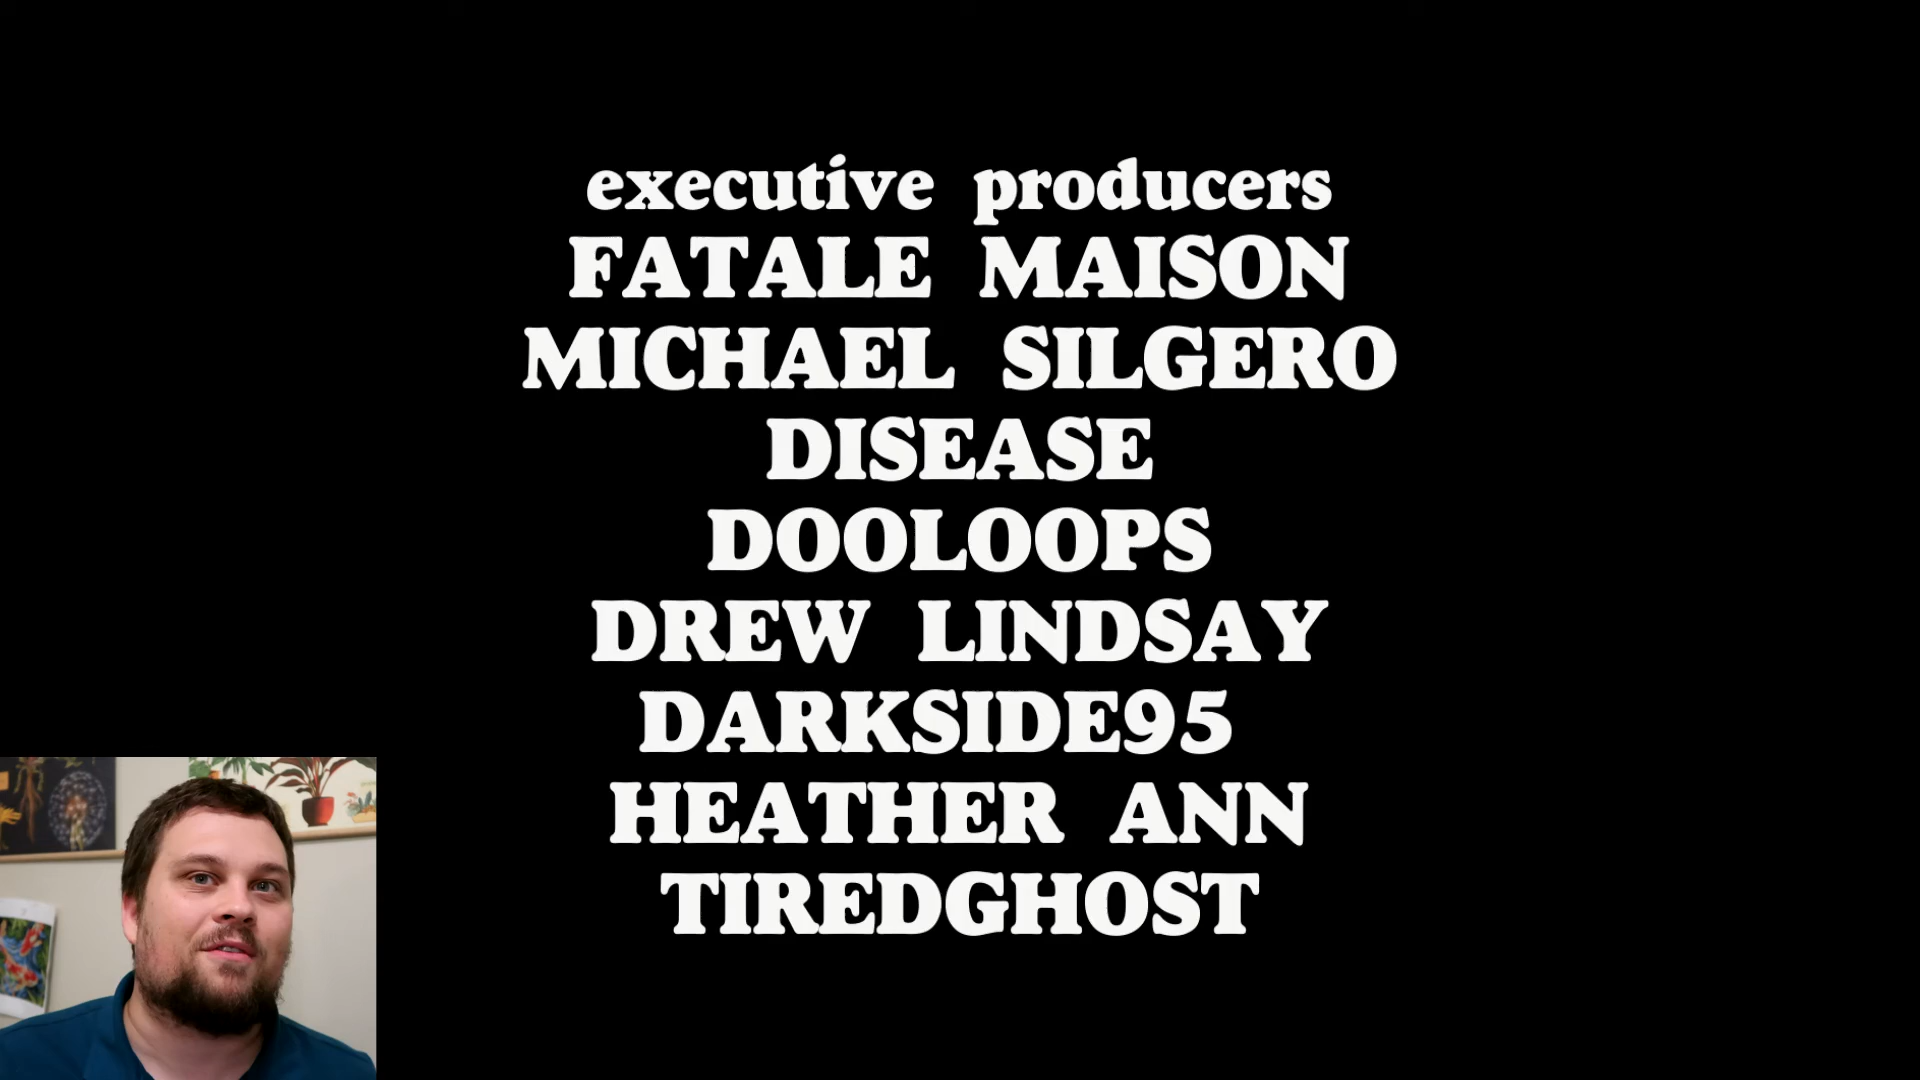 executive producers
FATALE MAISON
MICHAEL SILGERO
DISEASE
DOOLOOPS
DREW LINDSAY
DARKSIDE95
HEATHER ANN
TIREDGHOST